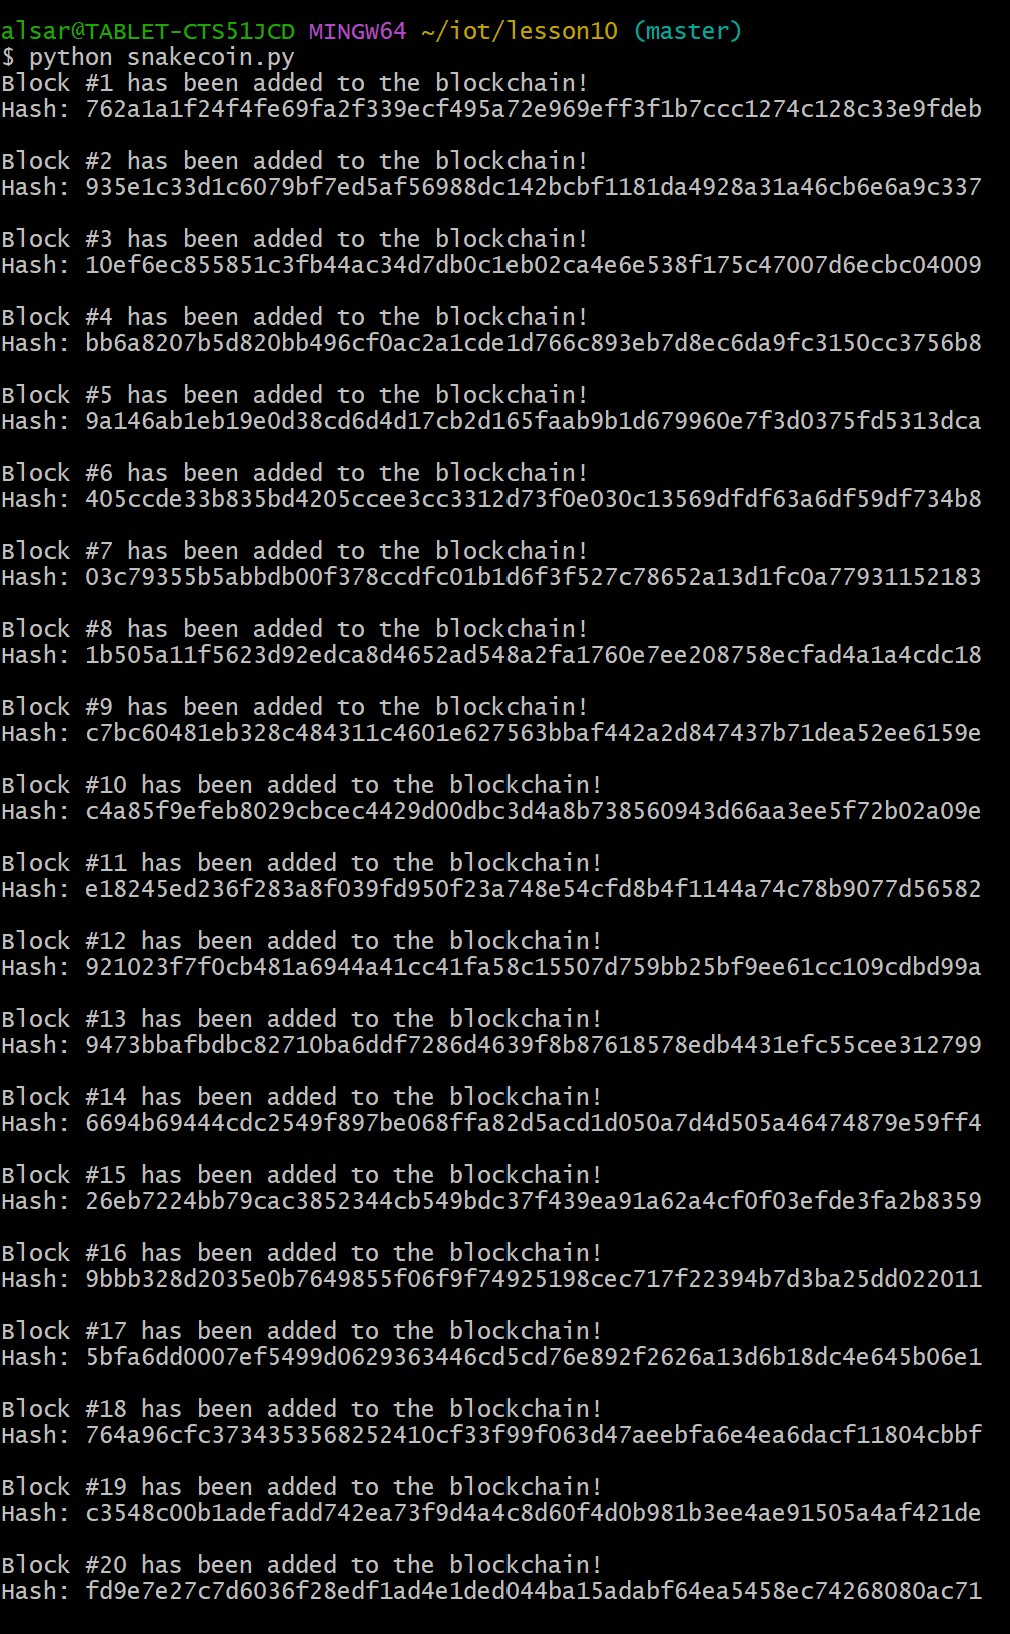 alsar@TABLET-CTS51JCD MINGW64 ~/iot/lesson10 (master)
$ python snakecoin.py
Block #1 has been added to the blockchain!
Hash: 762a1a1f24f4fe69fa2f339ecf495a72e969eff3f1b7ccc1274c128c33e9fdeb

Block #2 has been added to the blockchain!
Hash: 935e1c33d1c6079bf7ed5af56988dc142bcbf1181da4928a31a46cb6e6a9c337

Block #3 has been added to the blockchain!
Hash: 10ef6ec855851c3fb44ac34d7db0c1eb02ca4e6e538f175c47007d6ecbc04009

Block #4 has been added to the blockchain!
Hash: bb6a8207b5d820bb496cf0ac2a1cde1d766c893eb7d8ec6da9fc3150cc3756b8

Block #5 has been added to the blockchain!
Hash: 9a146ab1eb19e0d38cd6d4d17cb2d165faab9b1d679960e7f3d0375fd5313dca

Block #6 has been added to the blockchain!
Hash: 405ccde33b835bd4205ccee3cc3312d73f0e030c13569dfdf63a6df59df734b8

Block #7 has been added to the blockchain!
Hash: 03c79355b5abbdb00f378ccdfc01b1d6f3f527c78652a13d1fc0a77931152183

Block #8 has been added to the blockchain!
Hash: 1b505a11f5623d92edca8d4652ad548a2fa1760e7ee208758ecfad4a1a4cdc18

Block #9 has been added to the blockchain!
Hash: c7bc60481eb328c484311c4601e627563bbaf442a2d847437b71dea52ee6159e

Block #10 has been added to the blockchain!
Hash: c4a85f9efeb8029cbcec4429d00dbc3d4a8b738560943d66aa3ee5f72b02a09e

Block #11 has been added to the blockchain!
Hash: e18245ed236f283a8f039fd950f23a748e54cfd8b4f1144a74c78b9077d56582

Block #12 has been added to the blockchain!
Hash: 921023f7f0cb481a6944a41cc41fa58c15507d759bb25bf9ee61cc109cdbd99a

Block #13 has been added to the blockchain!
Hash: 9473bbafbdbc82710ba6ddf7286d4639f8b87618578edb4431efc55cee312799

Block #14 has been added to the blockchain!
Hash: 6694b69444cdc2549f897be068ffa82d5acd1d050a7d4d505a46474879e59ff4

Block #15 has been added to the blockchain!
Hash: 26eb7224bb79cac3852344cb549bdc37f439ea91a62a4cf0f03efde3fa2b8359

Block #16 has been added to the blockchain!
Hash: 9bbb328d2035e0b7649855f06f9f74925198cec717f22394b7d3ba25dd022011

Block #17 has been added to the blockchain!
Hash: 5bfa6dd0007ef5499d0629363446cd5cd76e892f2626a13d6b18dc4e645b06e1

Block #18 has been added to the blockchain!
Hash: 764a96cfc3734353568252410cf33f99f063d47aeebfa6e4ea6dacf11804cbbf

Block #19 has been added to the blockchain!
Hash: c3548c00b1adefadd742ea73f9d4a4c8d60f4d0b981b3ee4ae91505a4af421de

Block #20 has been added to the blockchain!
Hash: fd9e7e27c7d6036f28edf1ad4e1ded044ba15adabf64ea5458ec74268080ac71